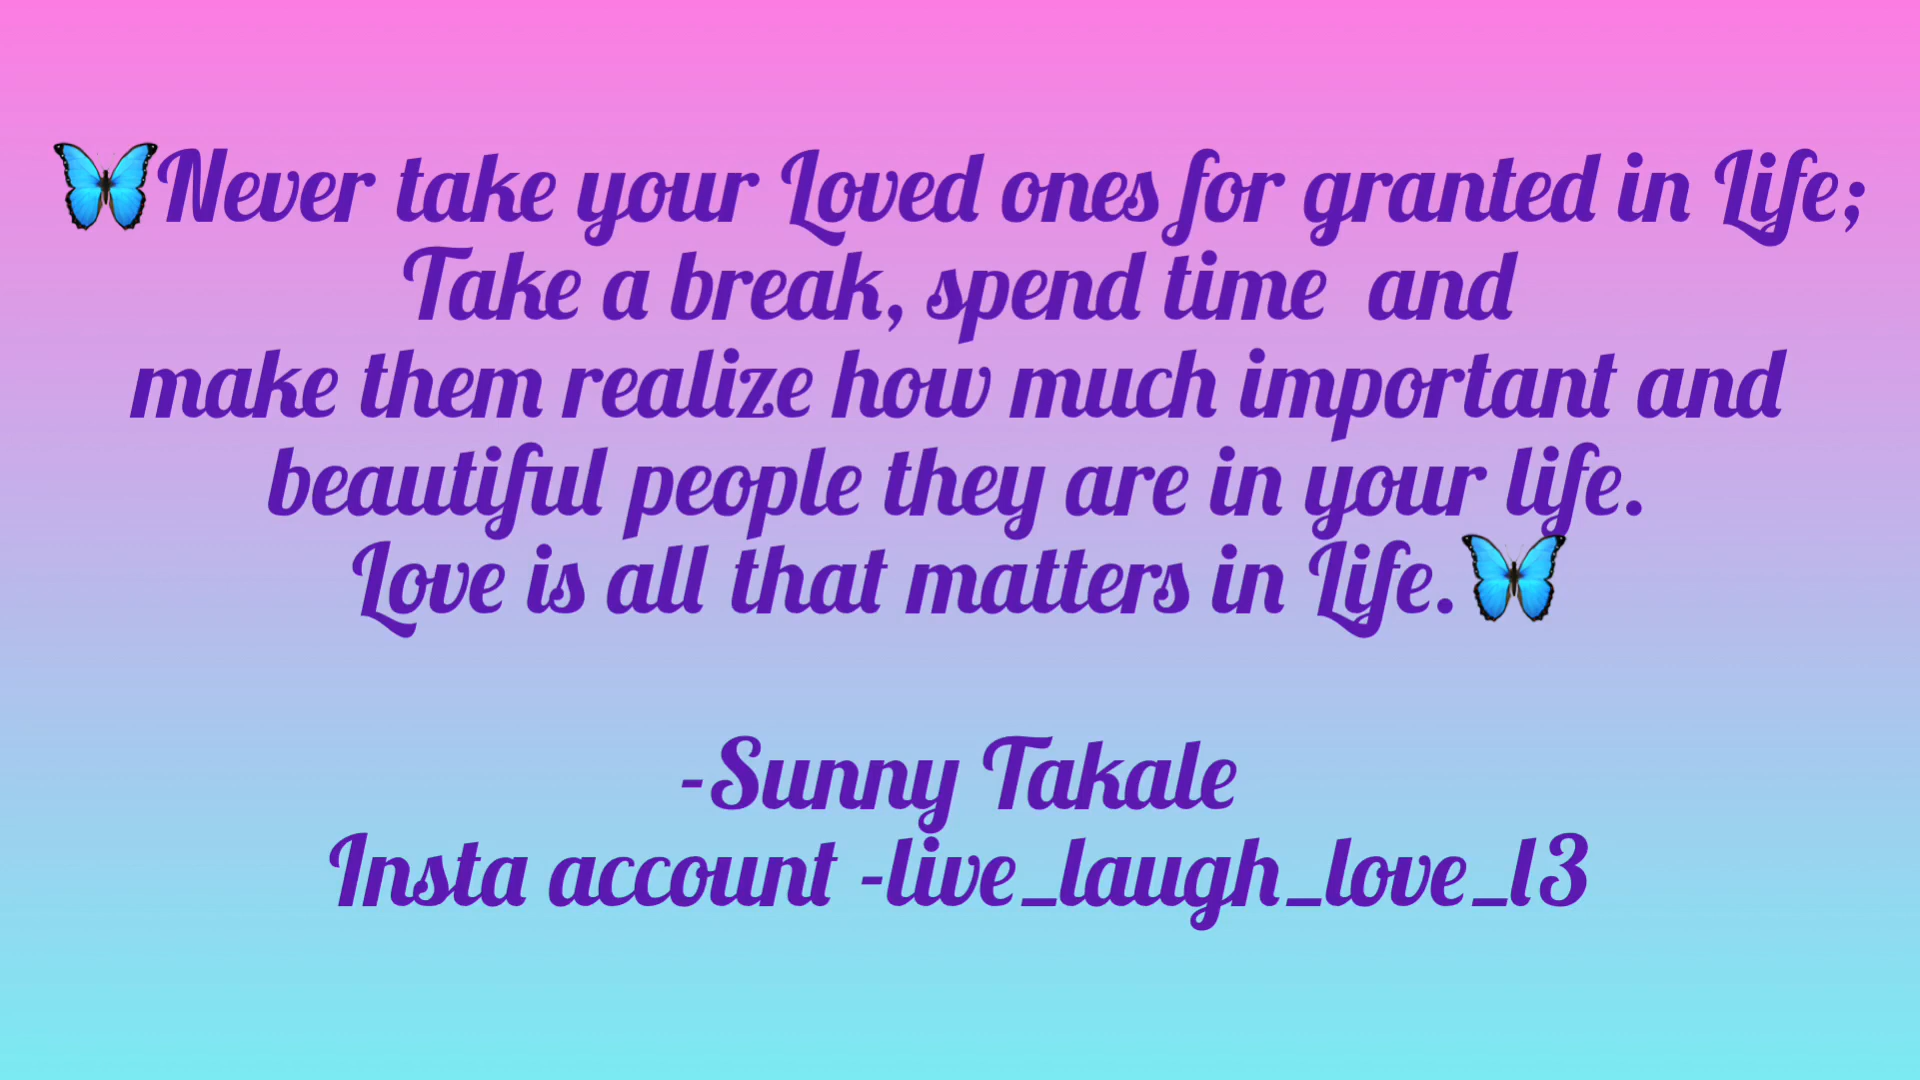 🦋Never take your Loved ones for granted in Life;
Take a break, spend time  and
make them realize how much important and
beautiful people they are in your life.
Love is all that matters in Life.🦋
-Sunny Takale
Insta account -live_laugh_love_13